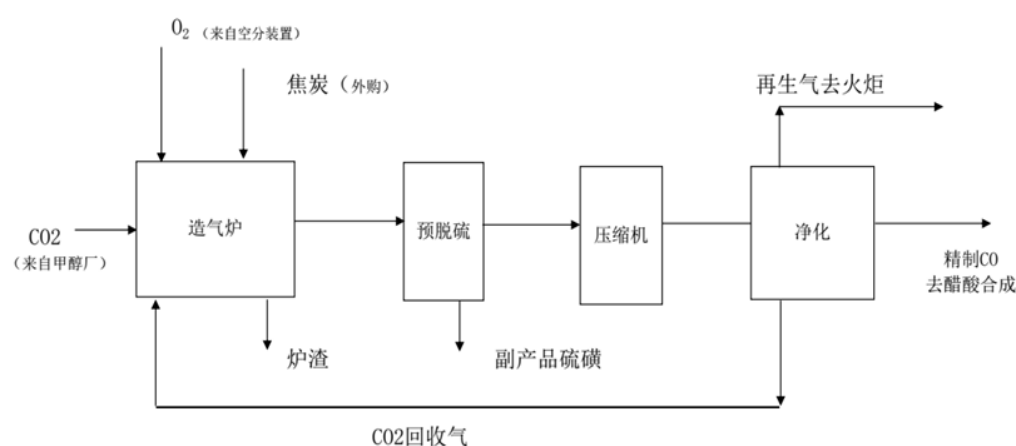 O₂ (来自空分装置)
焦炭 (外购)
再生气去火炬
造气炉
预脱硫
压缩机
净化
CO2
(来自甲醇厂)
精制CO
去醋酸合成
炉渣
副产品硫磺
CO2回收气